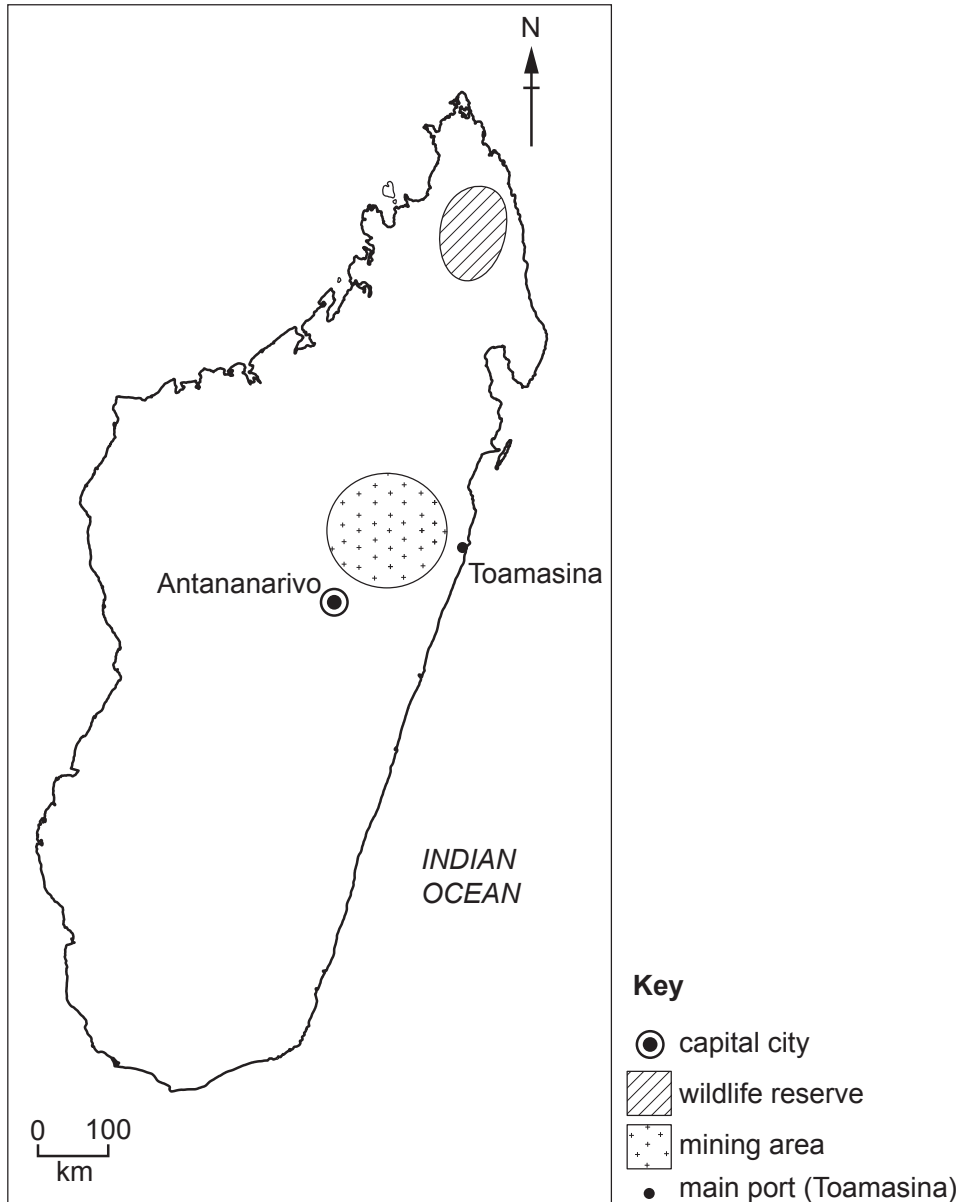 N
Antananarivo
Toamasina
INDIAN
OCEAN
0 100
km
Key
capital city
wildlife reserve
mining area
main port (Toamasina)